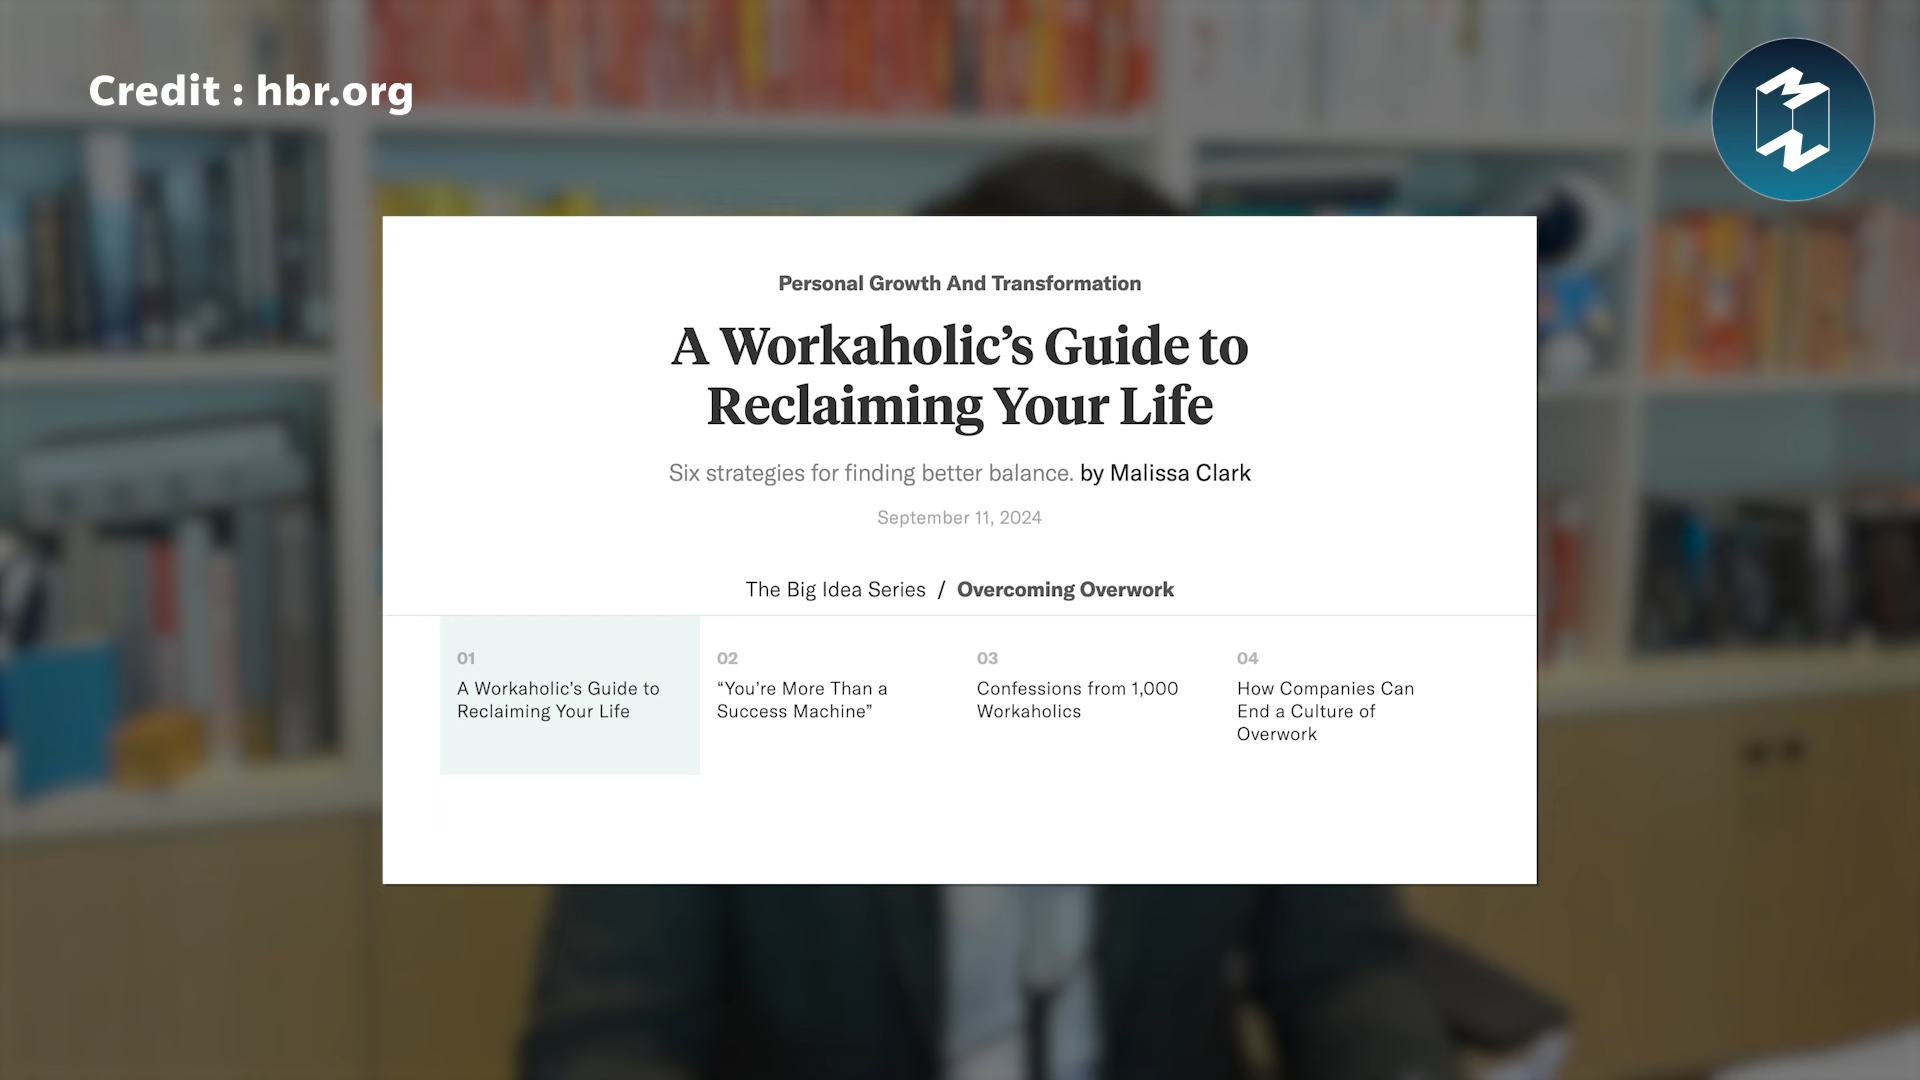 Credit : hbr.org
Personal Growth And Transformation
A Workaholic’s Guide to
Reclaiming Your Life
Six strategies for finding better balance. by Malissa Clark
September 11, 2024
The Big Idea Series / Overcoming Overwork
01
A Workaholic’s Guide to
Reclaiming Your Life
02
“You’re More Than a
Success Machine”
03
Confessions from 1,000
Workaholics
04
How Companies Can
End a Culture of
Overwork